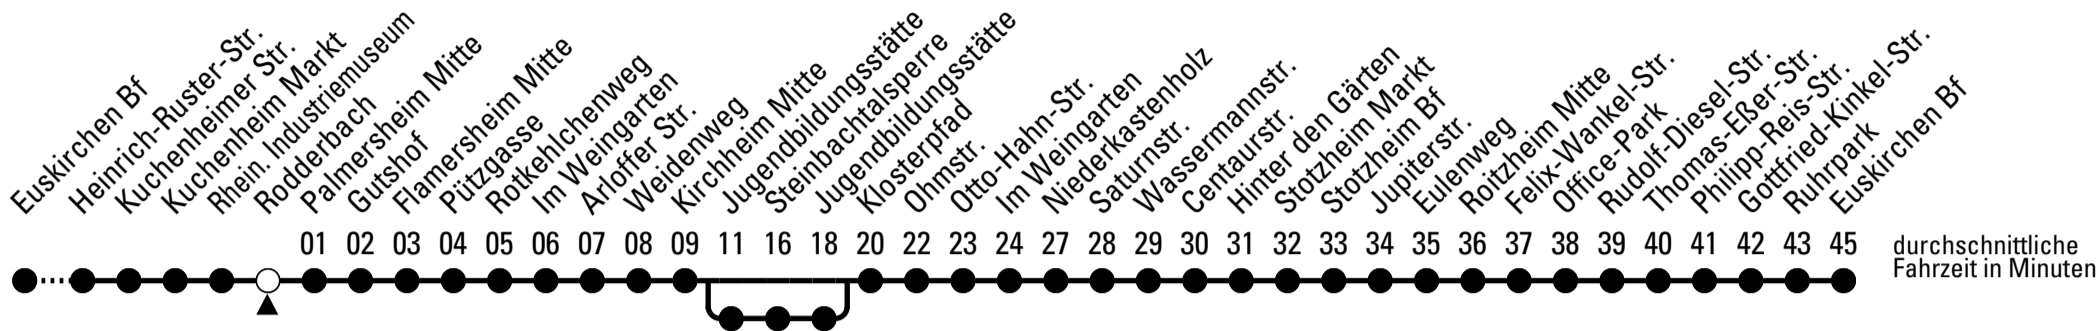 Euskirchen Bf
Heinrich-Ruster-Str.
Kuchenheimer Str.
Kuchenheim Markt
Rhein. Industriemuseum
Rodderbach
Palmersheim Mitte
Gutshof
Flamersheim Mitte
Pützgasse
Rotkehlchenweg
Im Weingarten
Arloffer Str.
Weidenweg
Kirchheim Mitte
Jugendbildungsstätte
Steinbachtalsperre
Jugendbildungsstätte
Klosterpfad
Ohmstr.
Otto-Hahn-Str.
Im Weingarten
Niederkastenholz
Saturnstr.
Wassermannstr.
Centaurstr.
Hinter den Gärten
Stotzheim Markt
Stotzheim Bf
Jupiterstr.
Eulenweg
Roitzheim Mitte
Felix-Wankel-Str.
Office-Park
Rudolf-Diesel-Str.
Thomas-Eßer-Str.
Philipp-Reis-Str.
Gottfried-Kinkel-Str.
Ruhrpark
Euskirchen Bf
01 02 03 04 05 06 07 08 09 11 16 18 20 22 23 24 27 28 29 30 31 32 33 34 35 36 37 38 39 40 41 42 43 45
durchschnittliche
Fahrzeit in Minuten